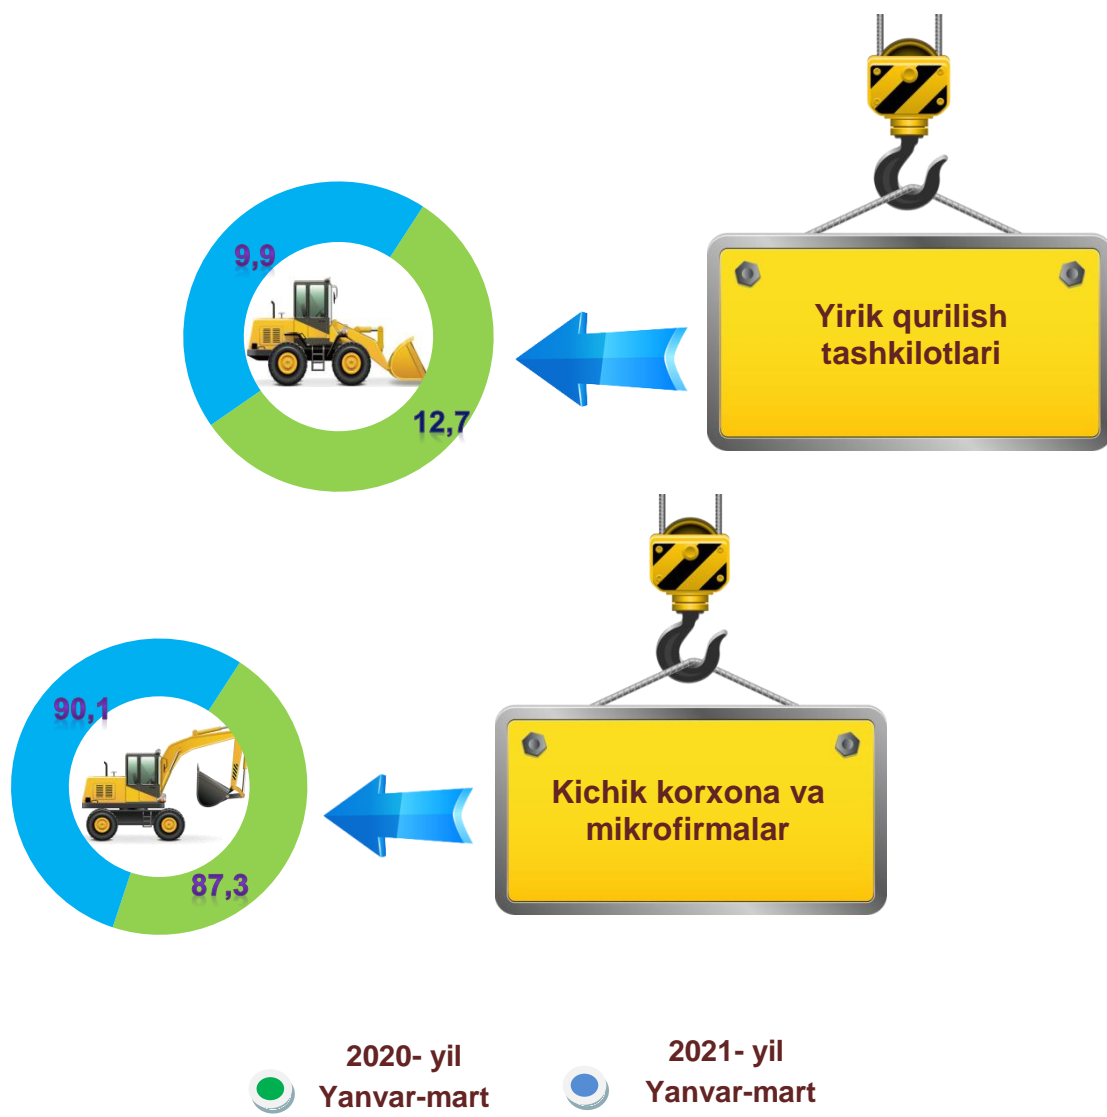 9,9
Yirik qurilish
tashkilotlari
12,7
90,1
Kichik korxona va
mikrofirmalar
87,3
2020- yil
Yanvar-mart
2021- yil
Yanvar-mart